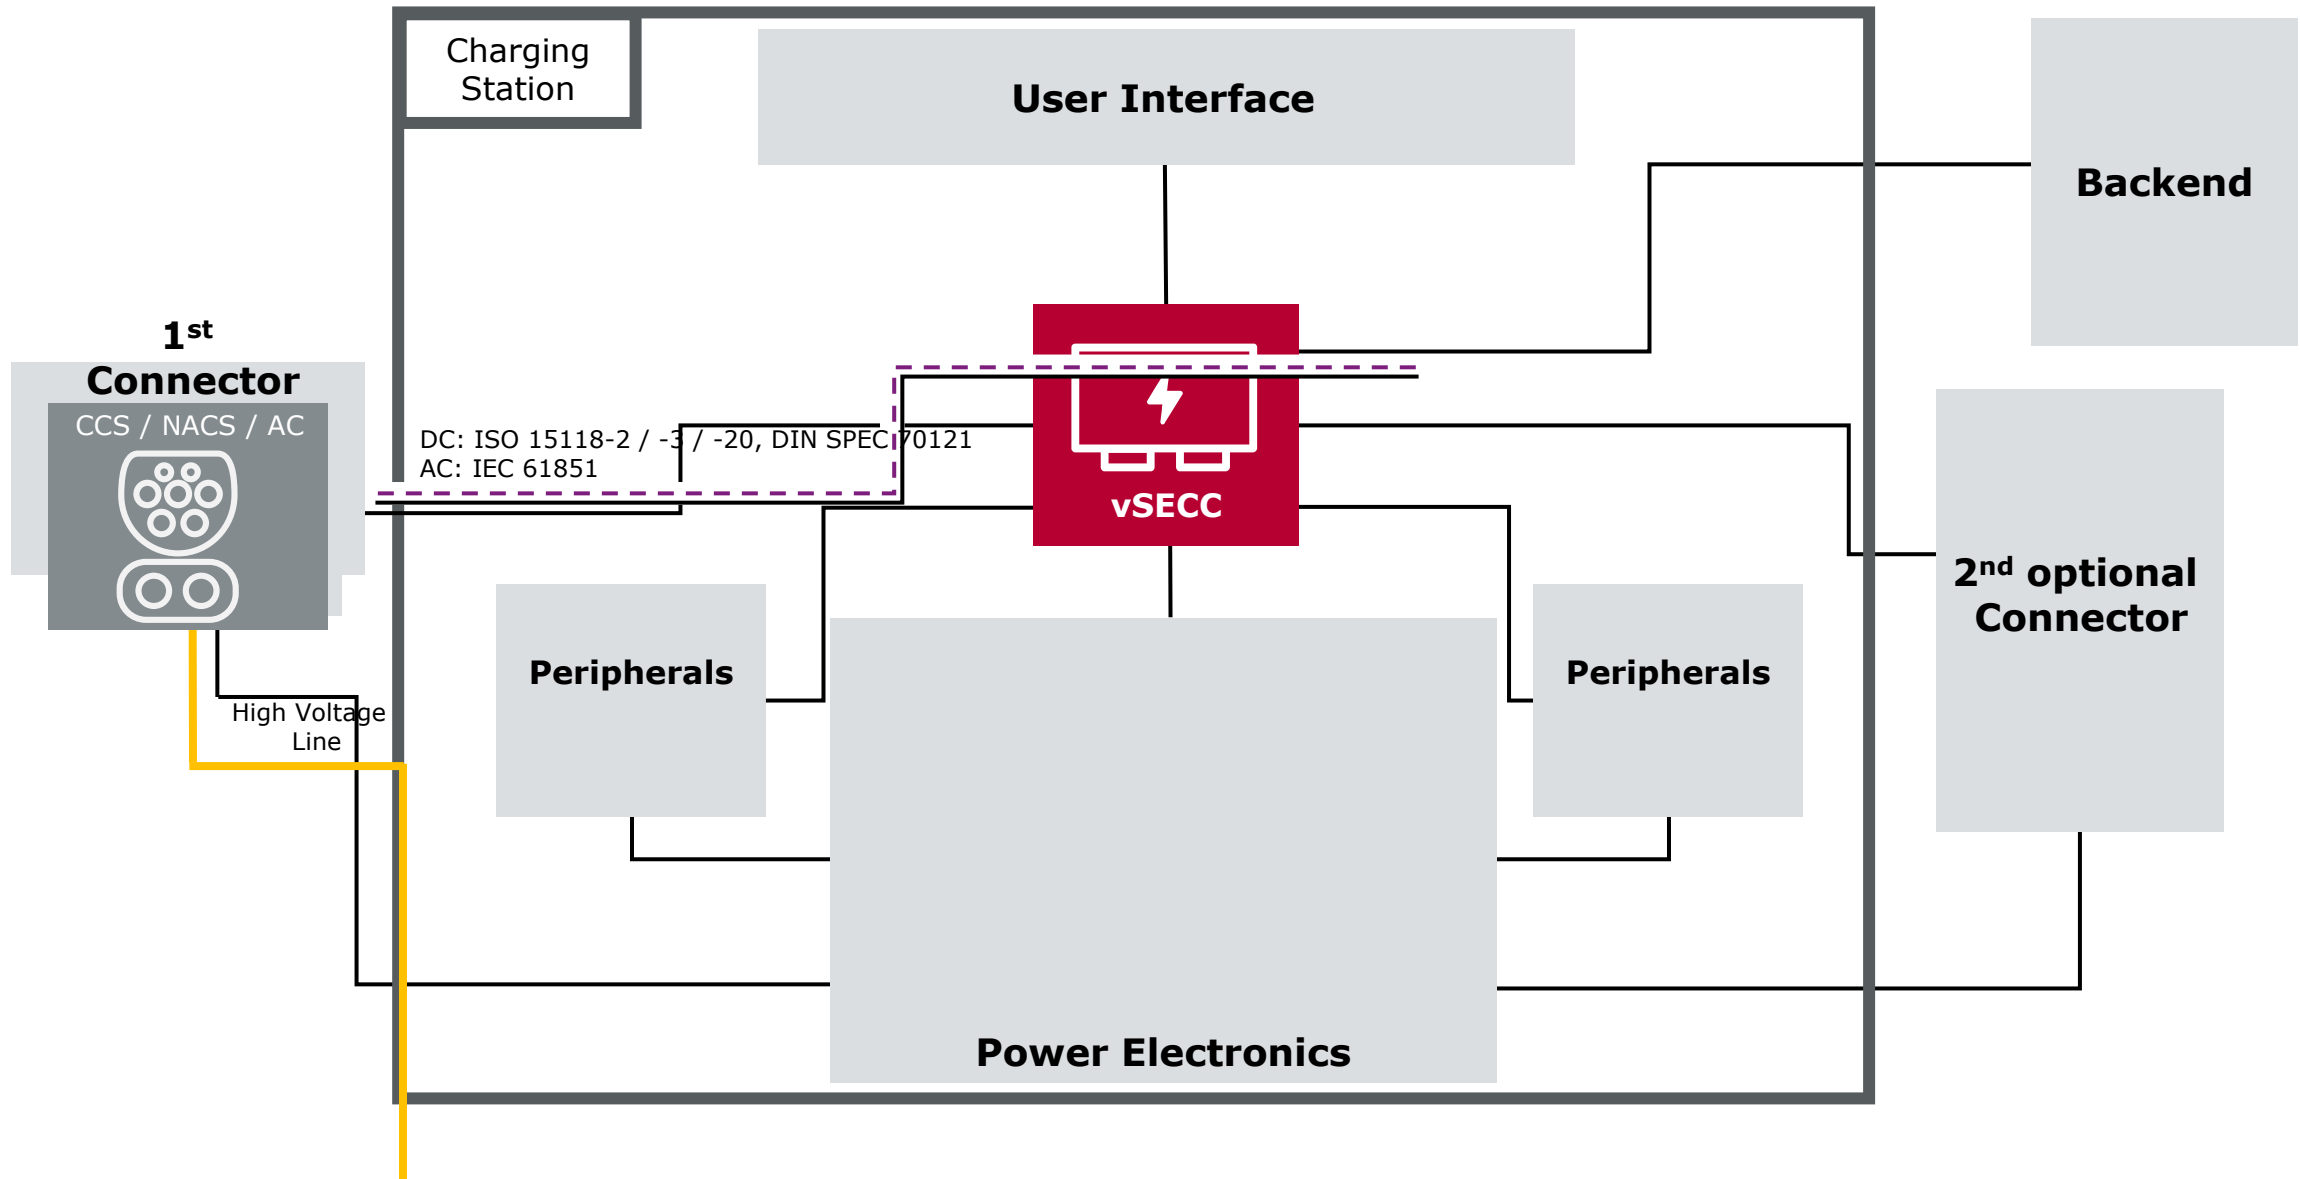 Charging
Station
User Interface
Backend
1st
Connector
CCS / NACS / AC
DC: ISO 15118-2 / -3 / -20, DIN SPEC 70121
AC: IEC 61851
vSECC
2nd optional
Connector
Peripherals
Peripherals
High Voltage
Line
Power Electronics